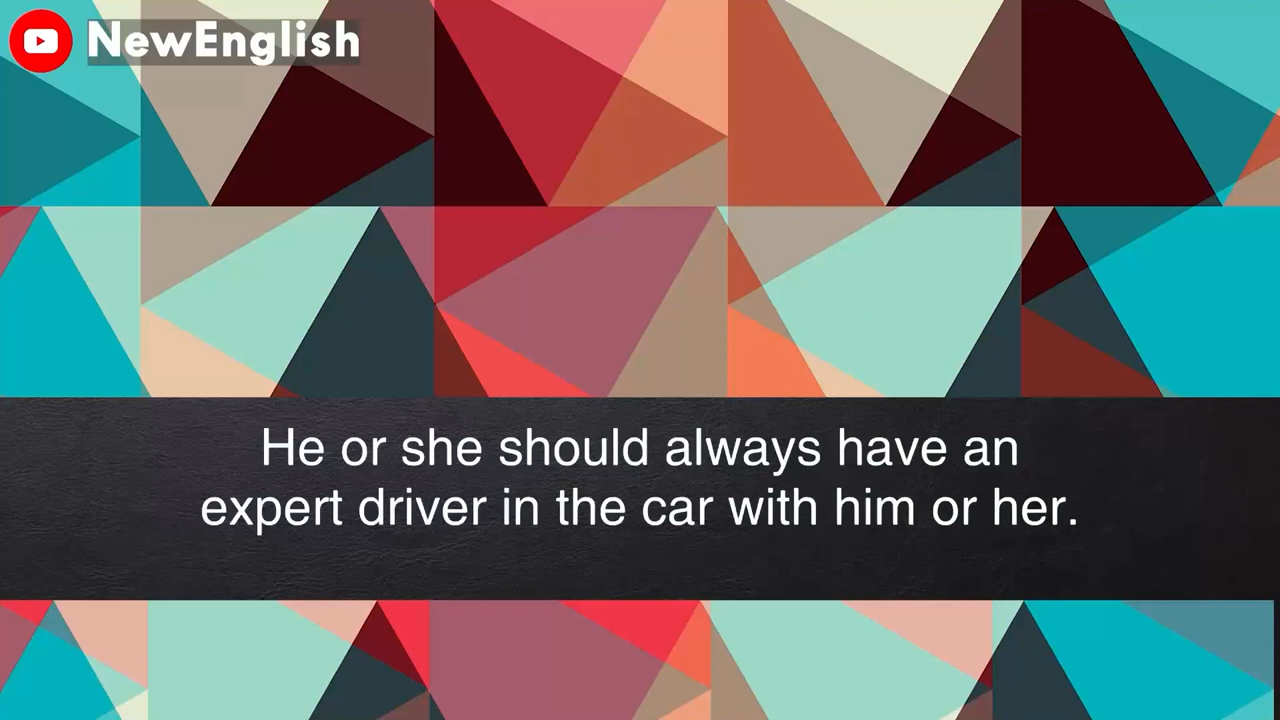 NewEnglish
He or she should always have an
expert driver in the car with him or her.